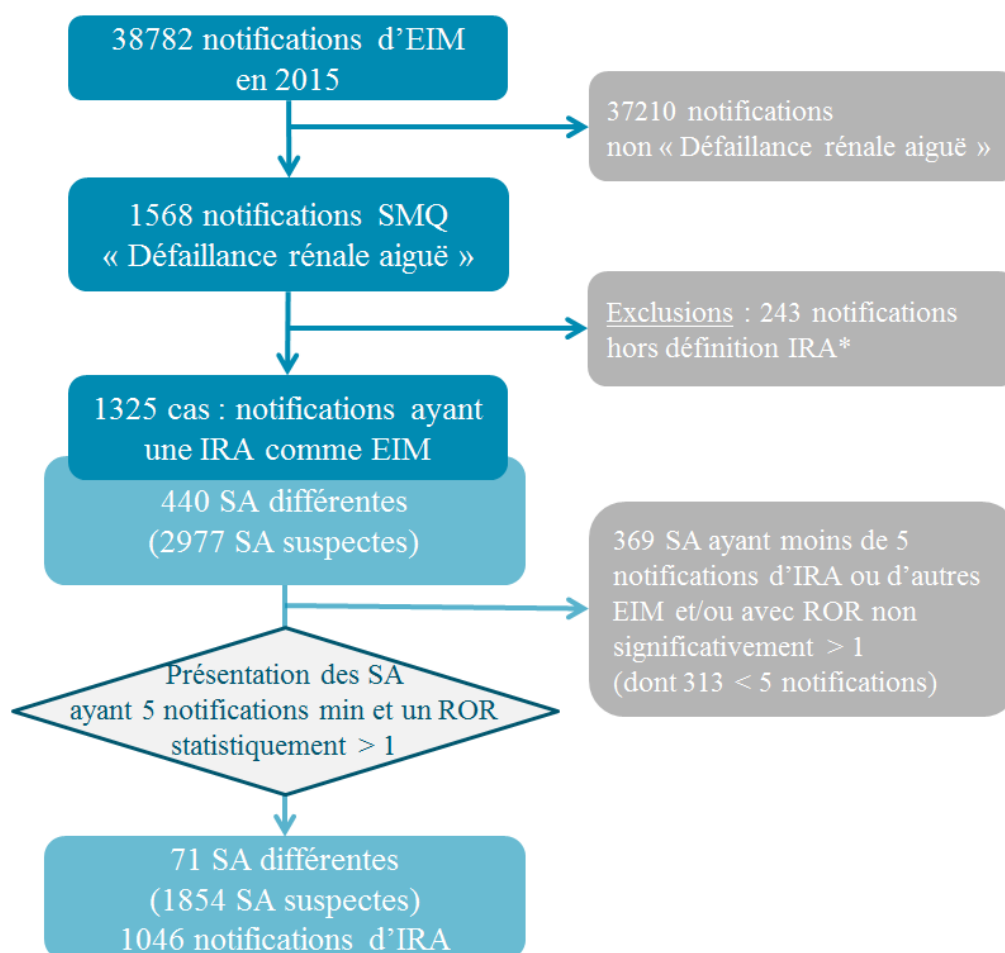 38782 notifications d’EIM
en 2015
37210 notifications
non « Défaillance rénale aiguë »
1568 notifications SMQ
« Défaillance rénale aiguë »
Exclusions : 243 notifications
hors définition IRA*
1325 cas : notifications ayant
une IRA comme EIM
440 SA différentes
(2977 SA suspectes)
369 SA ayant moins de 5
notifications d’IRA ou d’autres
EIM et/ou avec ROR non
significativement > 1
(dont 313 < 5 notifications)
Présentation des SA
ayant 5 notifications min et un ROR
statistiquement > 1
71 SA différentes
(1854 SA suspectes)
1046 notifications d’IRA